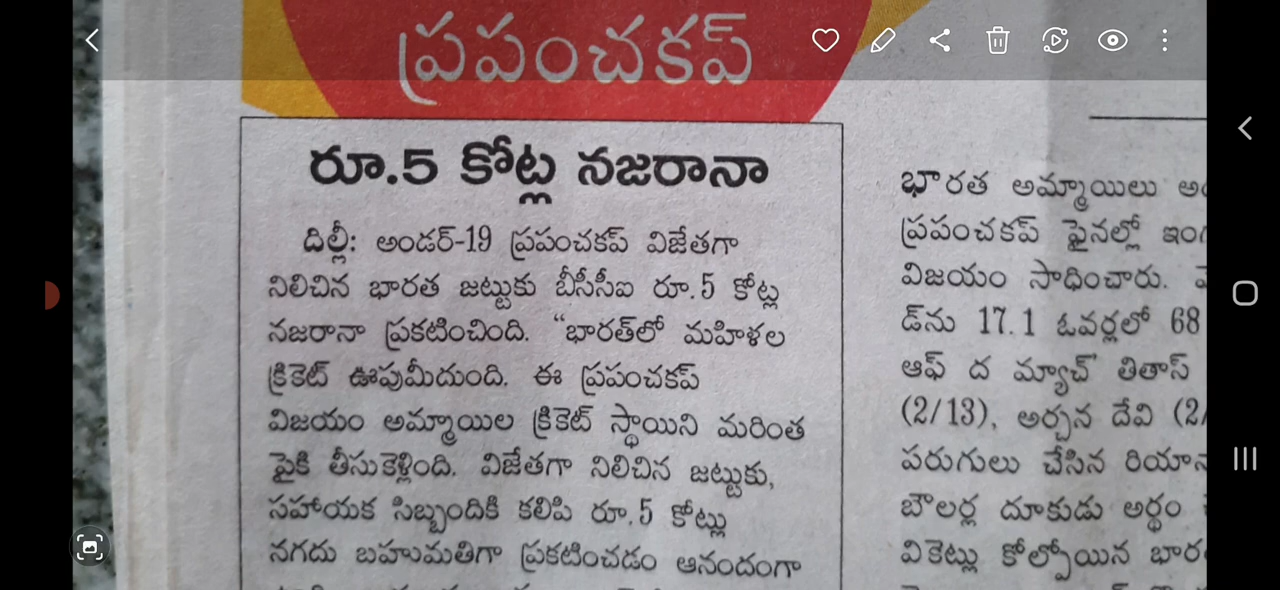 ప్రపంచకప్
రూ.5 కోట్ల నజరానా
దిల్లీ: అండర్-19 ప్రపంచకప్ విజేతగా
నిలిచిన భారత జట్టుకు బీసీసీఐ రూ.5 కోట్ల
నజరానా ప్రకటించింది. “భారత్‌లో మహిళల
క్రికెట్ ఊపుమీదుంది. ఈ ప్రపంచకప్
విజయం అమ్మాయిల క్రికెట్ స్థాయిని మరింత
పైకి తీసుకెళ్లింది. విజేతగా నిలిచిన జట్టుకు,
సహాయక సిబ్బందికి కలిపి రూ.5 కోట్లు
నగదు బహుమతిగా ప్రకటించడం ఆనందంగా
భారత అమ్మాయిలు
ప్రపంచకప్ ఫైనల్లో
విజయం సాధించారు.
డ్‌ను 17.1 ఓవర్లలో 68
ఆఫ్ ద మ్యాచ్’ తితాస్
(2/13), అర్చన దేవి (2/
పరుగులు చేసిన
బౌలర్ల దూకుడు అర్థం
వికెట్లు కోల్పోయిన